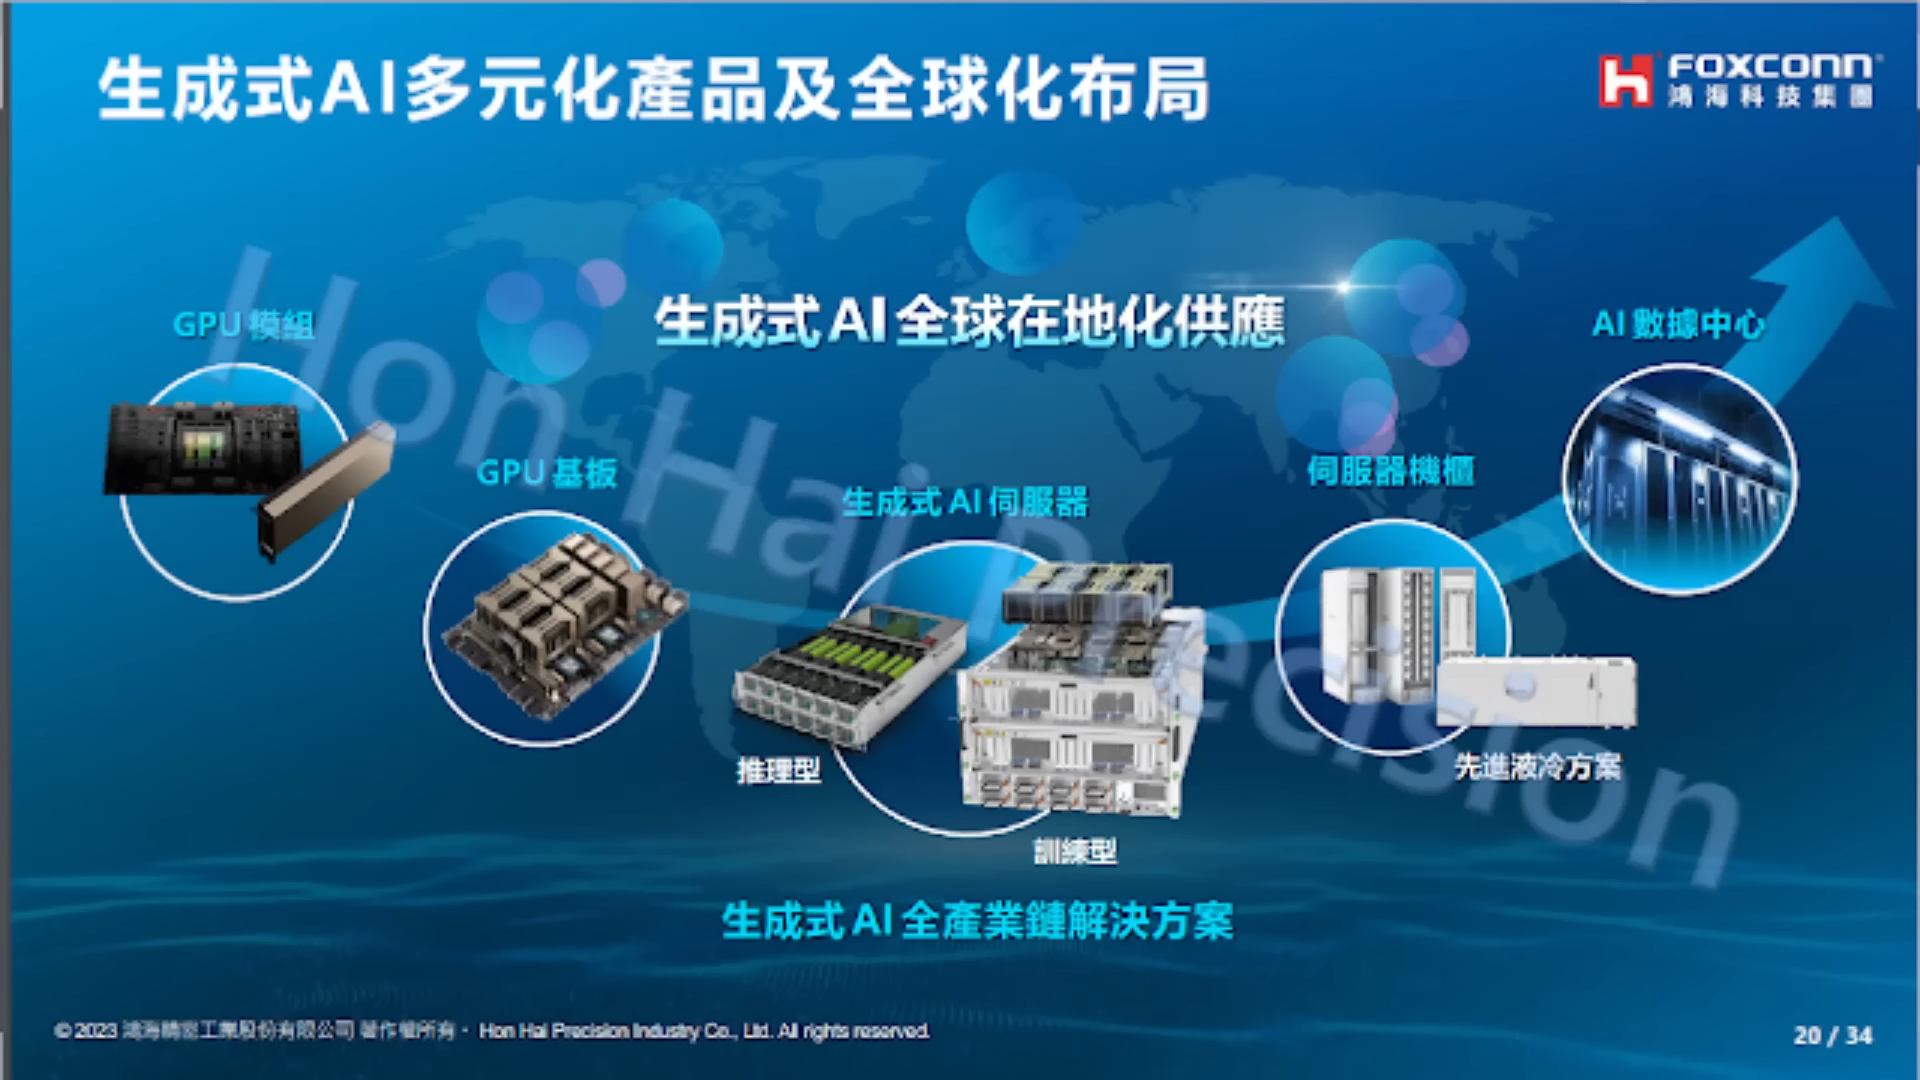 生成式AI多元化產品及全球化布局
FOXCONN
鴻海科技集團
生成式AI全球在地化供應
GPU模組
AI數據中心
GPU基板
生成式AI伺服器
伺服器機櫃
推理型
先進液冷方案
訓練型
生成式AI全產業鏈解決方案
Hon Hai Precision
© 2023 鴻海精密工業股份有限公司 著作權所有。 Hon Hai Precision Industry Co., Ltd. All rights reserved.
20 / 34